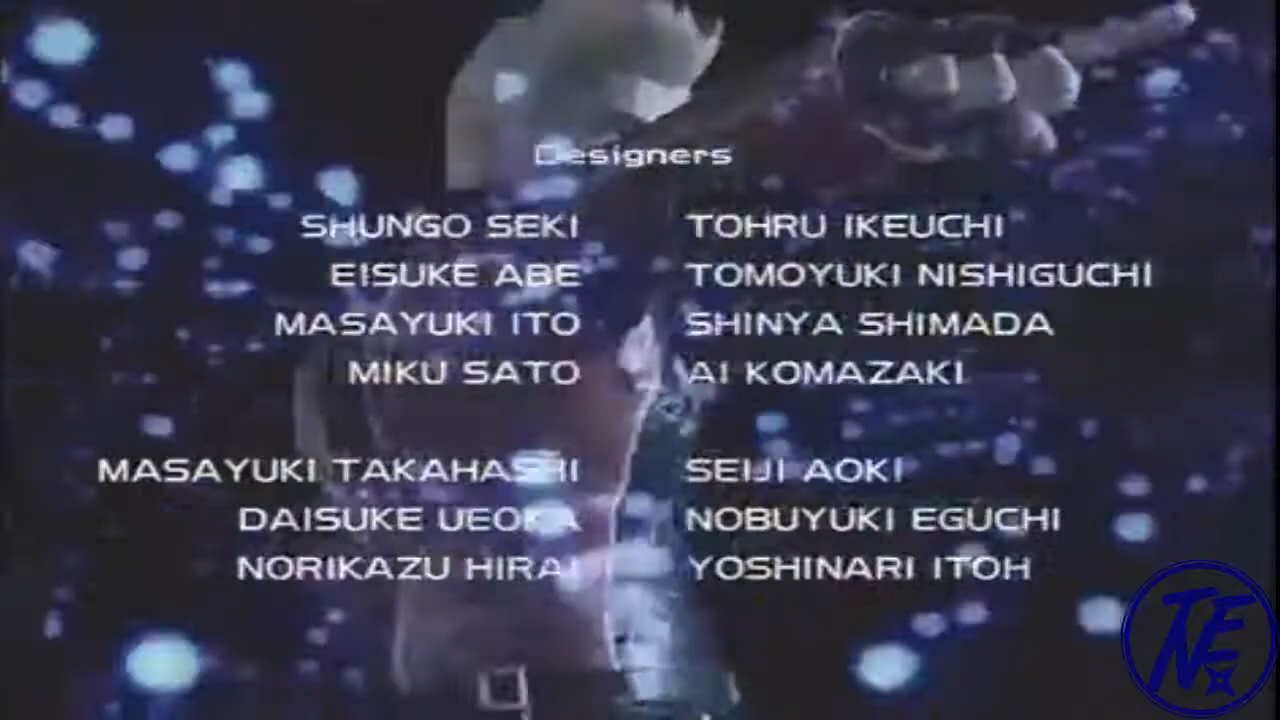 Designers
SHUNGO SEKI TOHRU IKEUCHI
EISUKE ABE TOMOYUKI NISHIGUCHI
MASAYUKI ITO SHINYA SHIMADA
MIKU SATO AI KOMAZAKI
MASAYUKI TAKAHASHI SEIJI AOKI
DAISUKE UEOKA NOBUYUKI EGUCHI
NORIKAZU HIRAI YOSHINARI ITOH
TNE